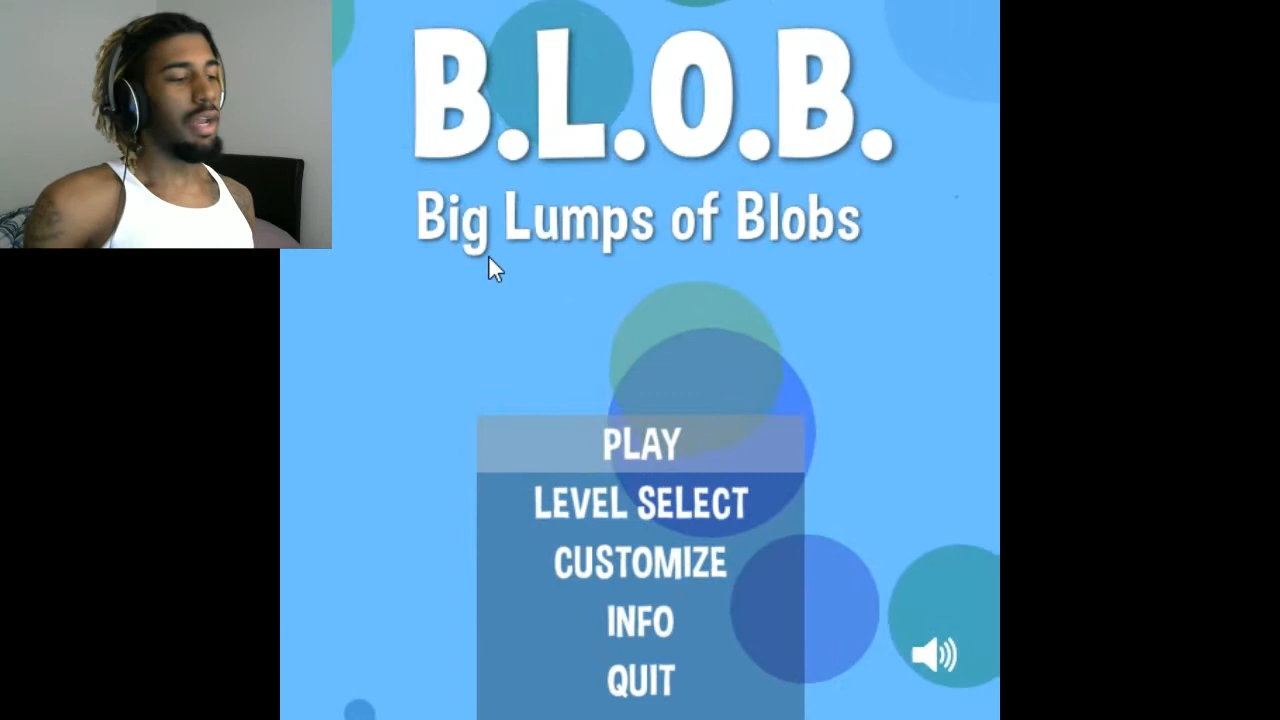 B.L.O.B.
Big Lumps of Blobs
PLAY
LEVEL SELECT
CUSTOMIZE
INFO
QUIT